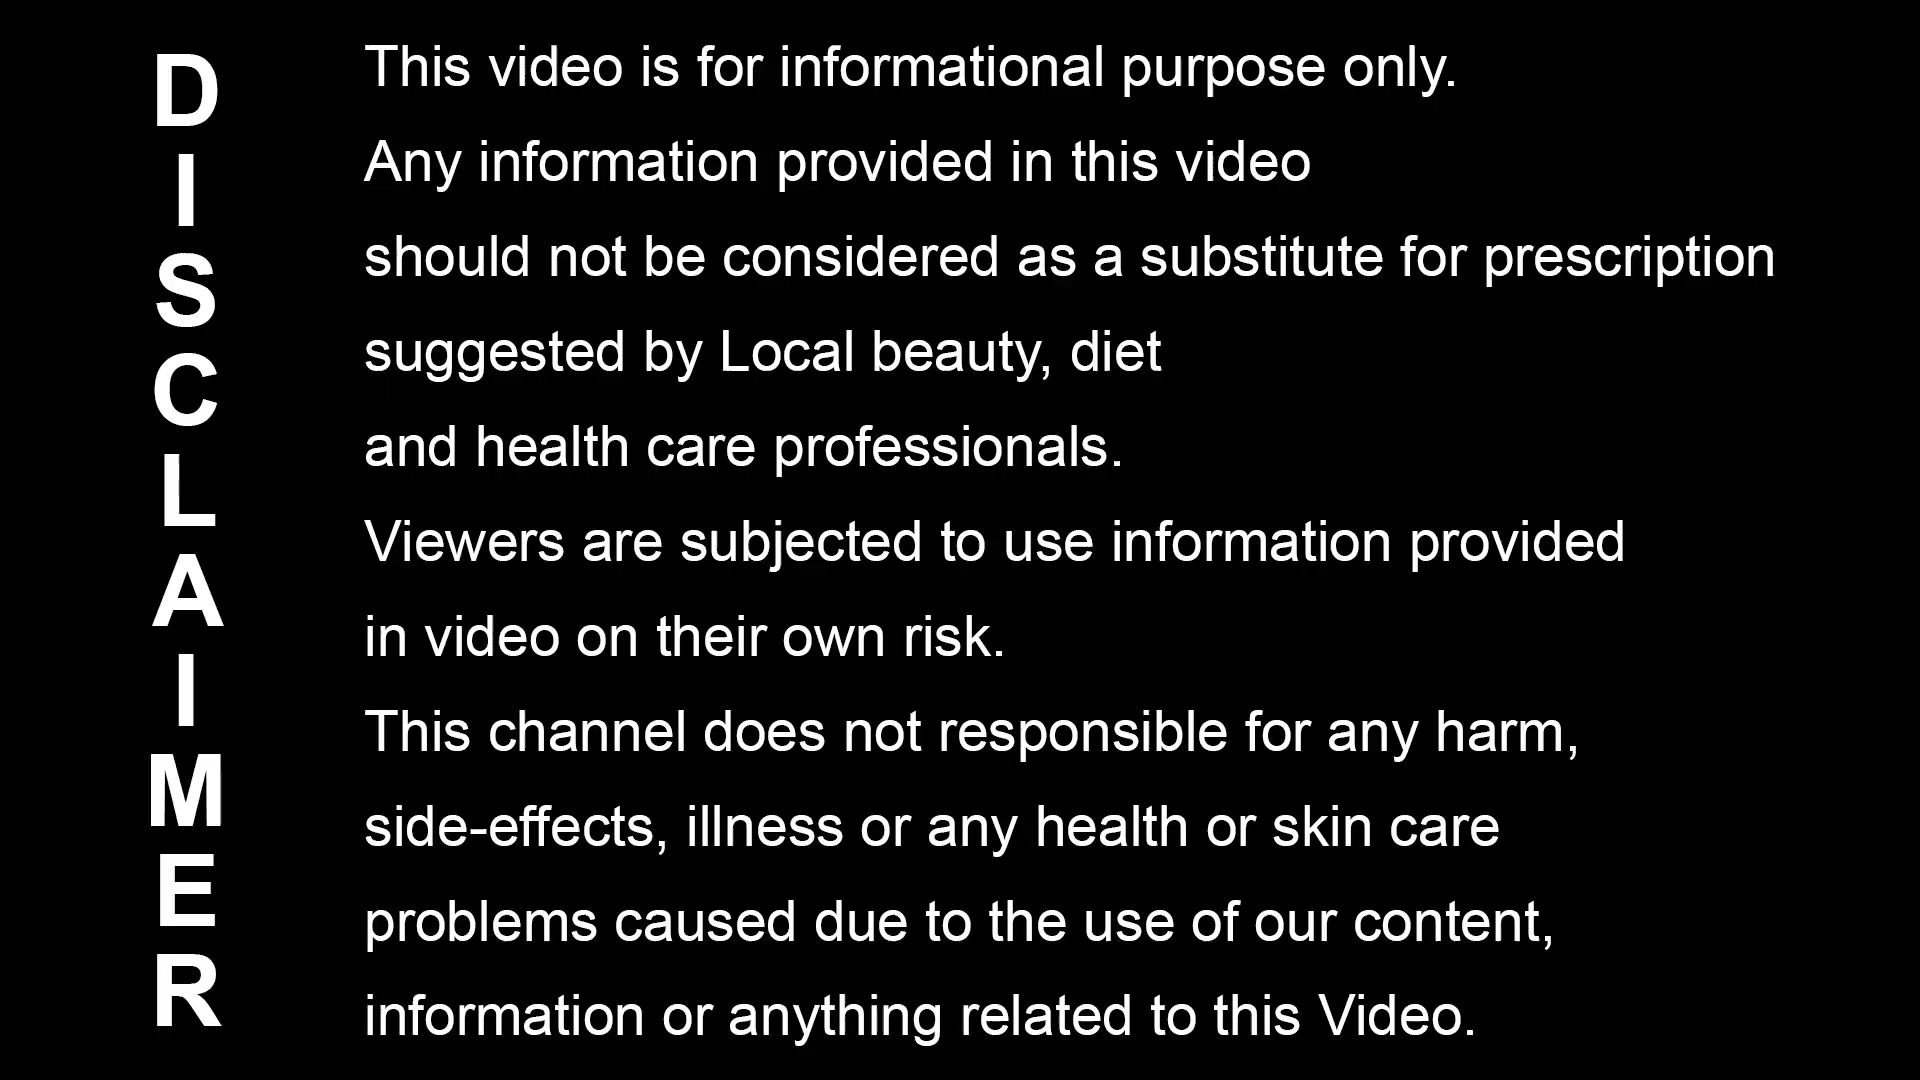 DISCLAIMER
This video is for informational purpose only.
Any information provided in this video
should not be considered as a substitute for prescription
suggested by Local beauty, diet
and health care professionals.
Viewers are subjected to use information provided
in video on their own risk.
This channel does not responsible for any harm,
side-effects, illness or any health or skin care
problems caused due to the use of our content,
information or anything related to this Video.